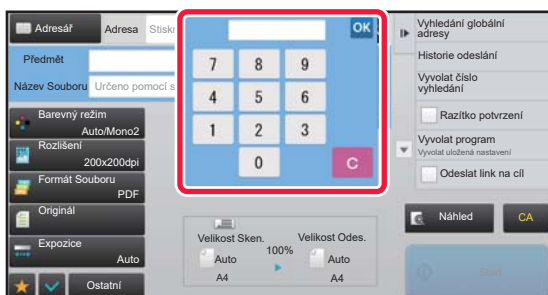 Adresář
Adresa
OK
Předmět
Název Souboru
Určeno pomocí s
7 8 9
4 5 6
1 2 3
0 C
Barevný režim
Auto/Mono2
Rozlišení
200x200dpi
Formát Souboru
PDF
Originál
Expozice
Auto
Ostatní
Velikost Sken.
Auto
A4
100%
Velikost Odes.
Auto
A4
Vyhledání globální
adresy
Historie odeslání
Vyvolat číslo
vyhledání
Razítko potvrzení
Vyvolat program
Vyvolat uložená nastavení
Odeslat link na cíl
Náhled
CA
Start